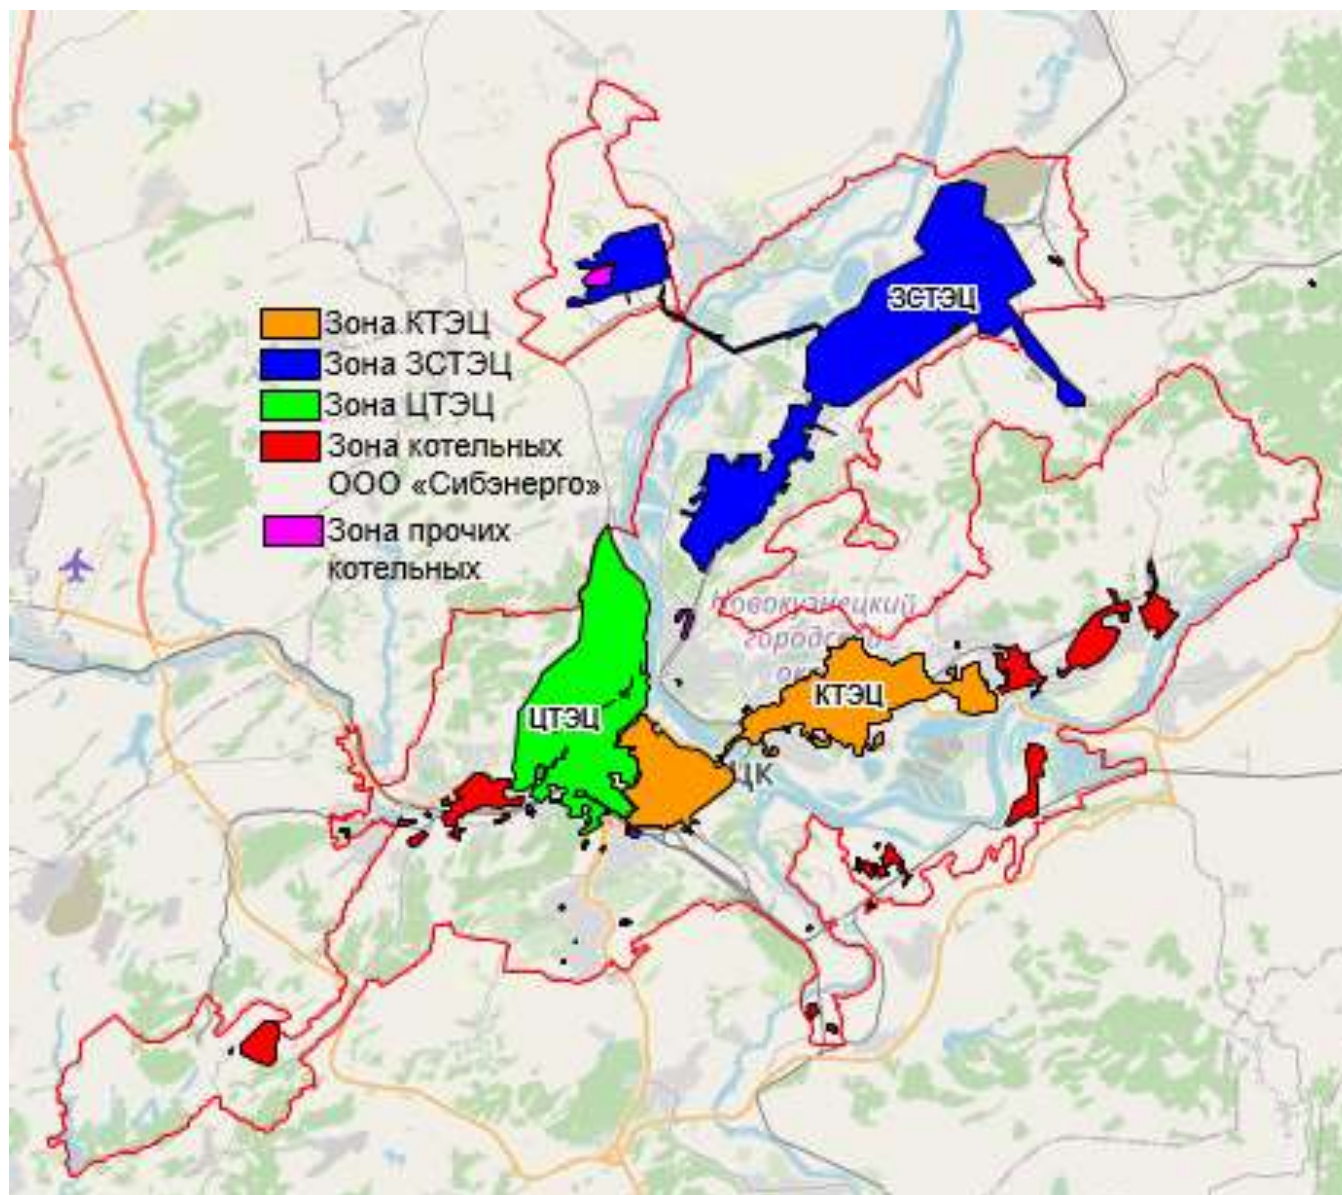 ЗСТЭЦ
Зона КТЭЦ
Зона ЗСТЭЦ
Зона ЦТЭЦ
Зона котельных
ООО «Сибэнерго»
Зона прочих
котельных
Новокузнецкий
городской
КТЭЦ
ЦТЭЦ
ЦК